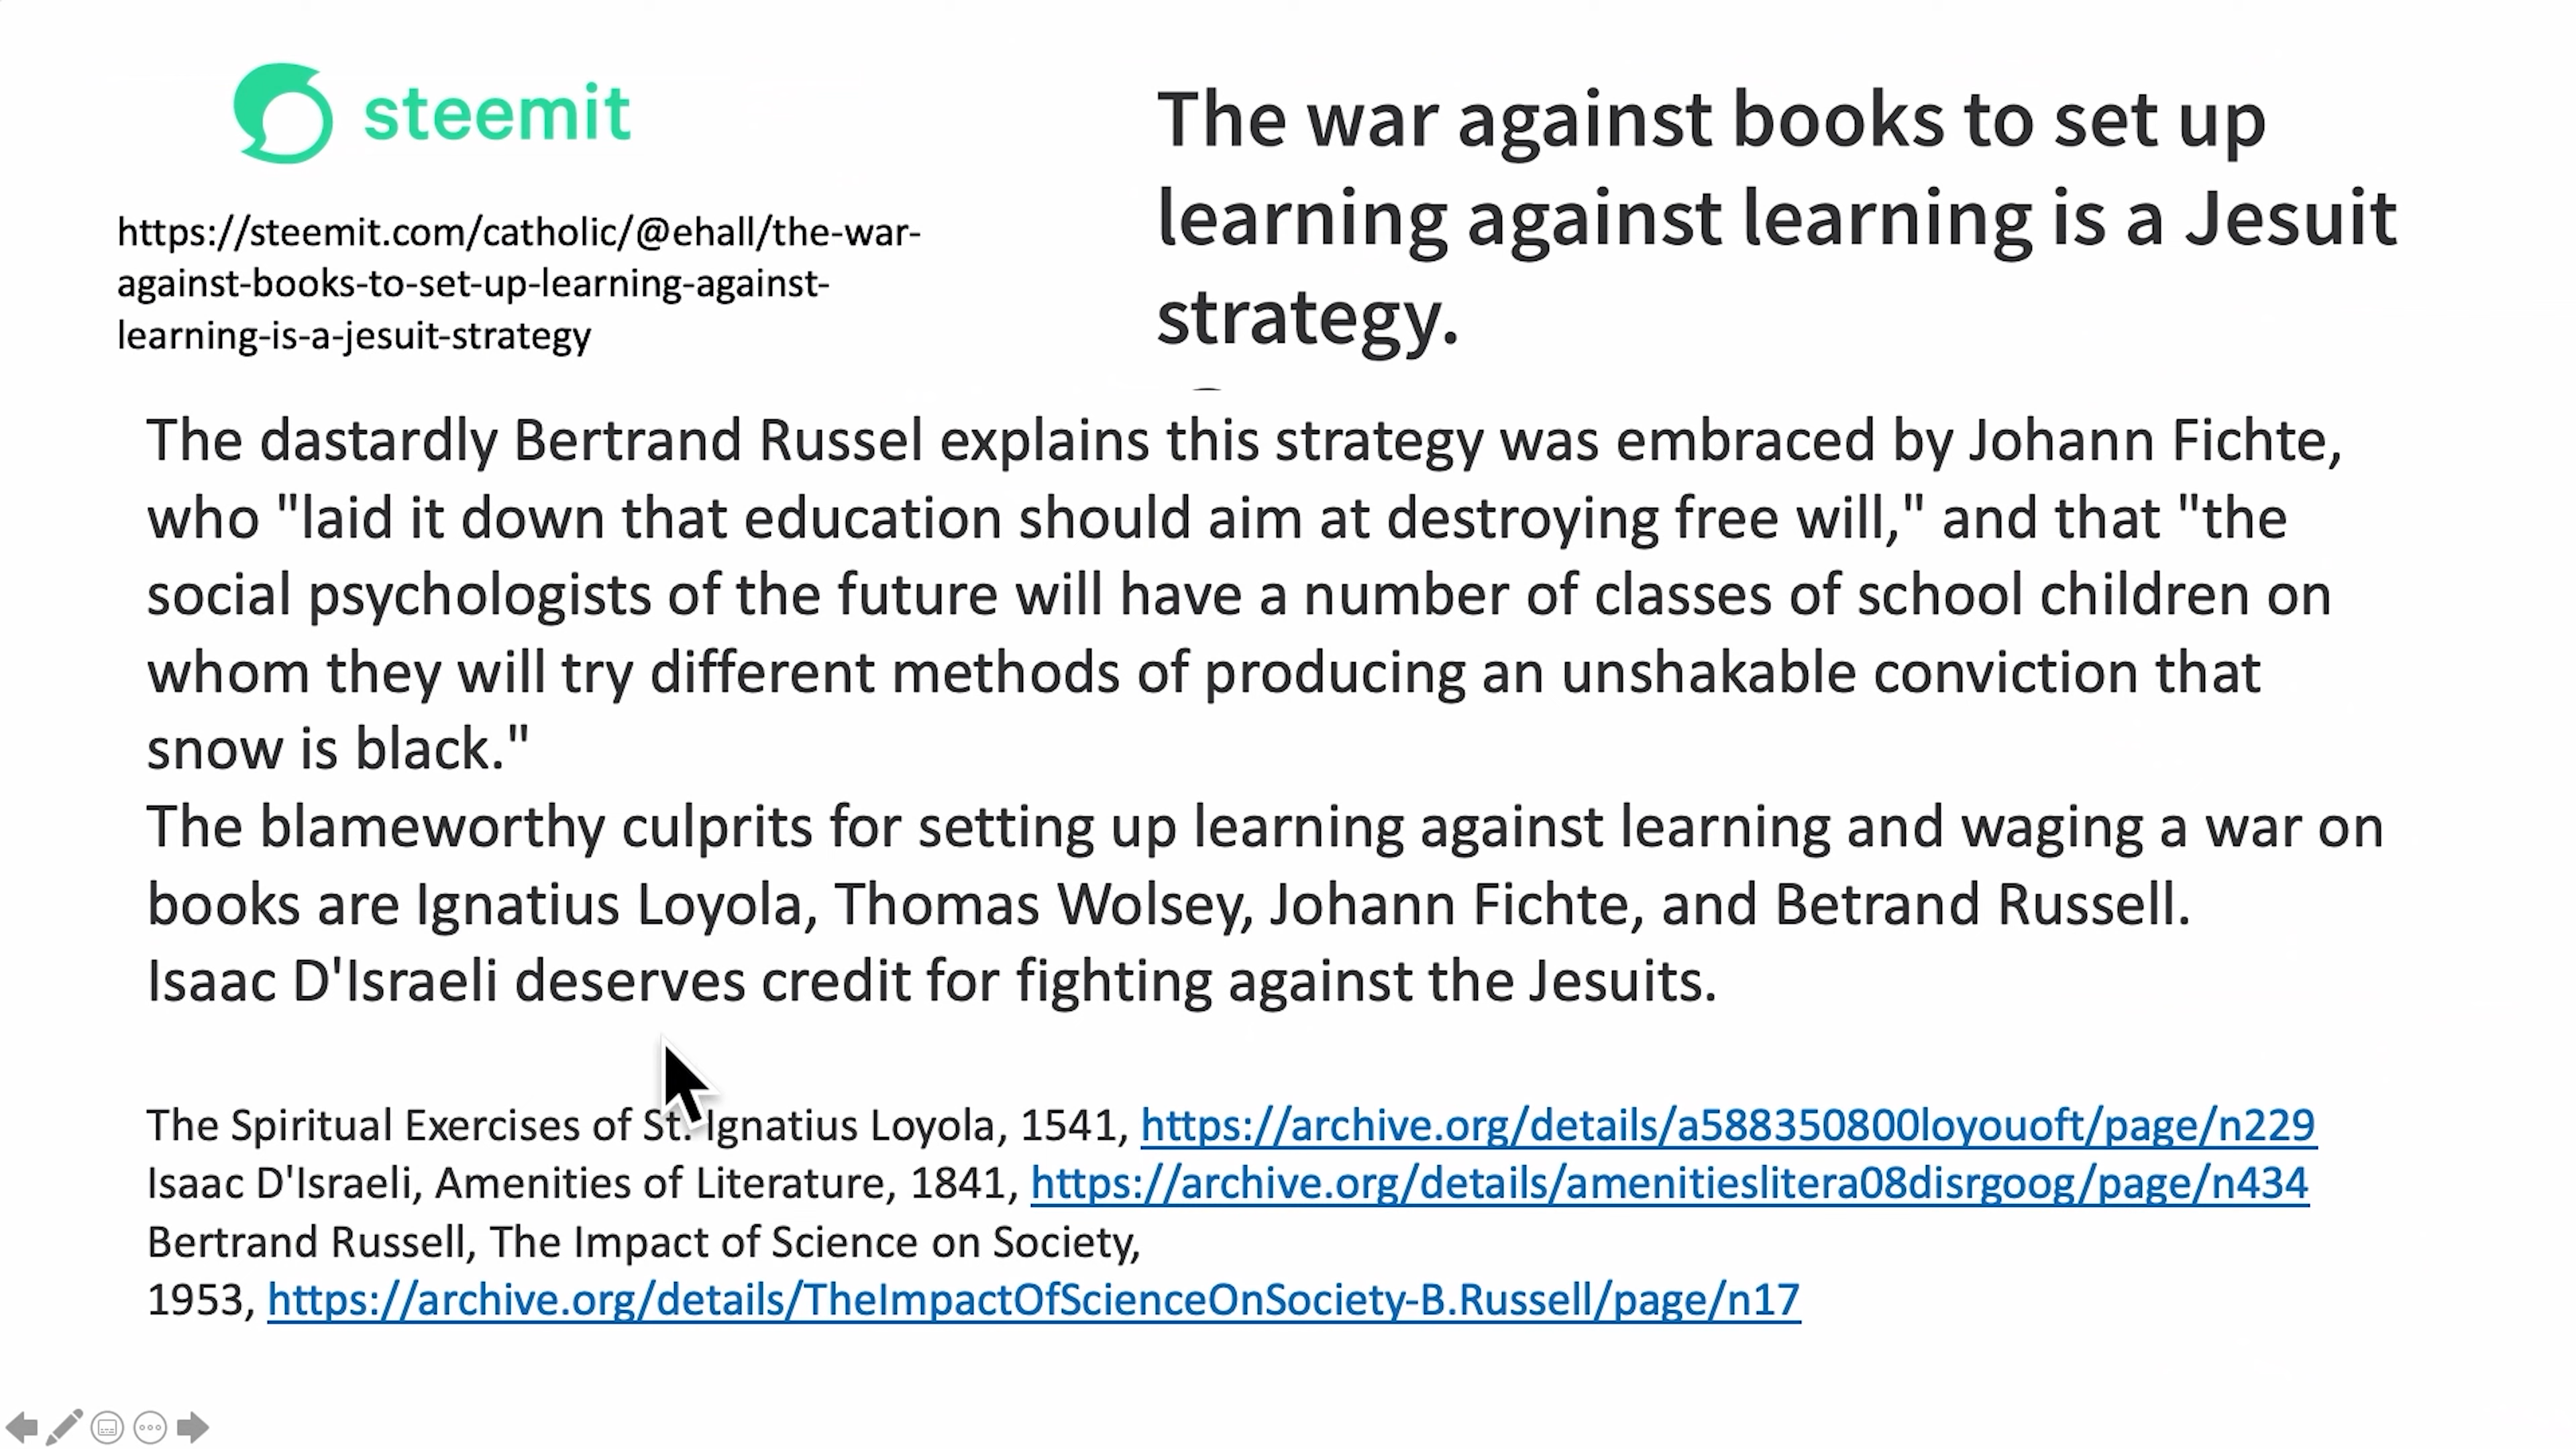 steemit
https://steemit.com/catholic/@ehall/the-war-
against-books-to-set-up-learning-against-
learning-is-a-jesuit-strategy
The war against books to set up
learning against learning is a Jesuit
strategy.
The dastardly Bertrand Russel explains this strategy was embraced by Johann Fichte,
who "laid it down that education should aim at destroying free will," and that "the
social psychologists of the future will have a number of classes of school children on
whom they will try different methods of producing an unshakable conviction that
snow is black."
The blameworthy culprits for setting up learning against learning and waging a war on
books are Ignatius Loyola, Thomas Wolsey, Johann Fichte, and Betrand Russell.
Isaac D'Israeli deserves credit for fighting against the Jesuits.
The Spiritual Exercises of St. Ignatius Loyola, 1541, https://archive.org/details/a588350800loyouoft/page/n229
Isaac D'Israeli, Amenities of Literature, 1841, https://archive.org/details/amenitieslitera08disrgoog/page/n434
Bertrand Russell, The Impact of Science on Society,
1953, https://archive.org/details/TheImpactOfScienceOnSociety-B.Russell/page/n17